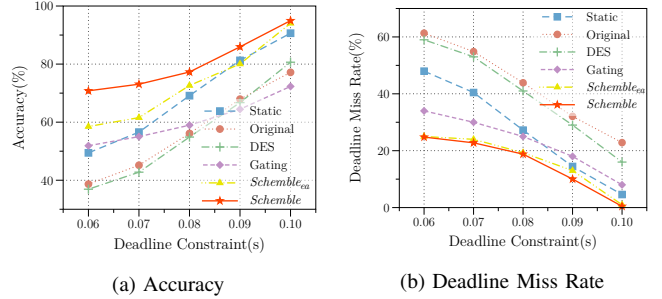 100
80
60
40
Accuracy(%)
0.06 0.07 0.08 0.09 0.10
Deadline Constraint(s)
Static
Original
DES
Gating
Schemble_ea
Schemble
(a) Accuracy
60
40
20
0
Deadline Miss Rate(%)
0.06 0.07 0.08 0.09 0.10
Deadline Constraint(s)
Static
Original
DES
Gating
Schemble_ea
Schemble
(b) Deadline Miss Rate